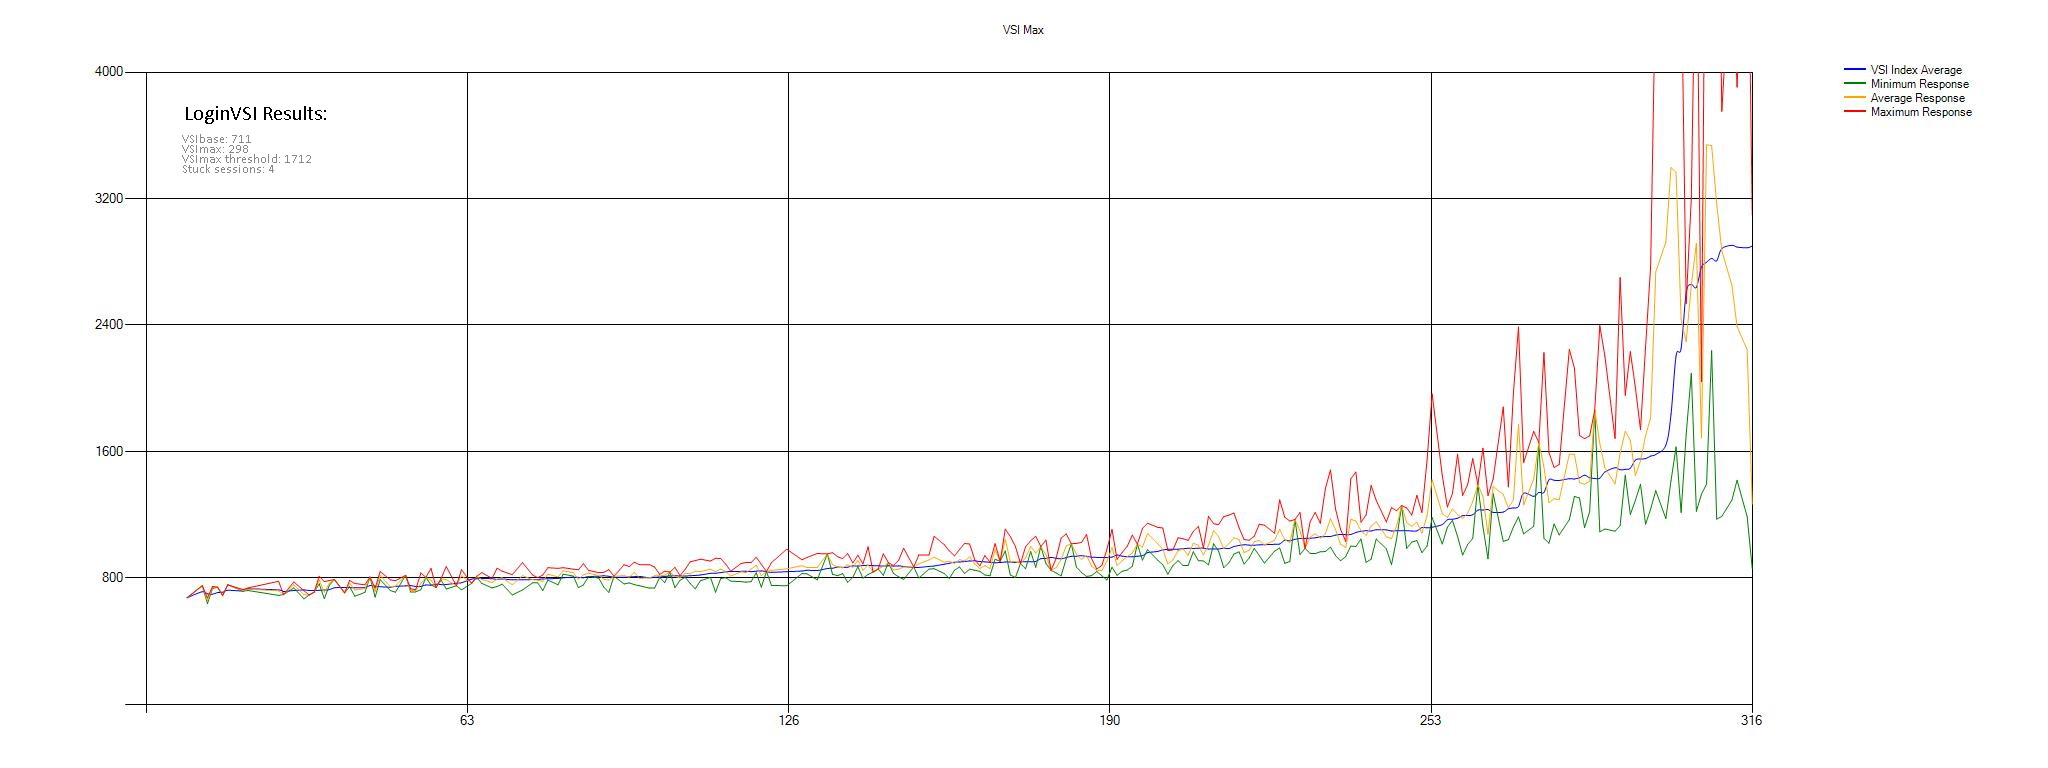 VSI Max
VSI Index Average
Minimum Response
Average Response
Maximum Response
LoginVSI Results:
VSIbase: 711
VSImax: 298
VSImax threshold: 1712
Stuck sessions: 4
4000
3200
2400
1600
800
63
126
190
253
316